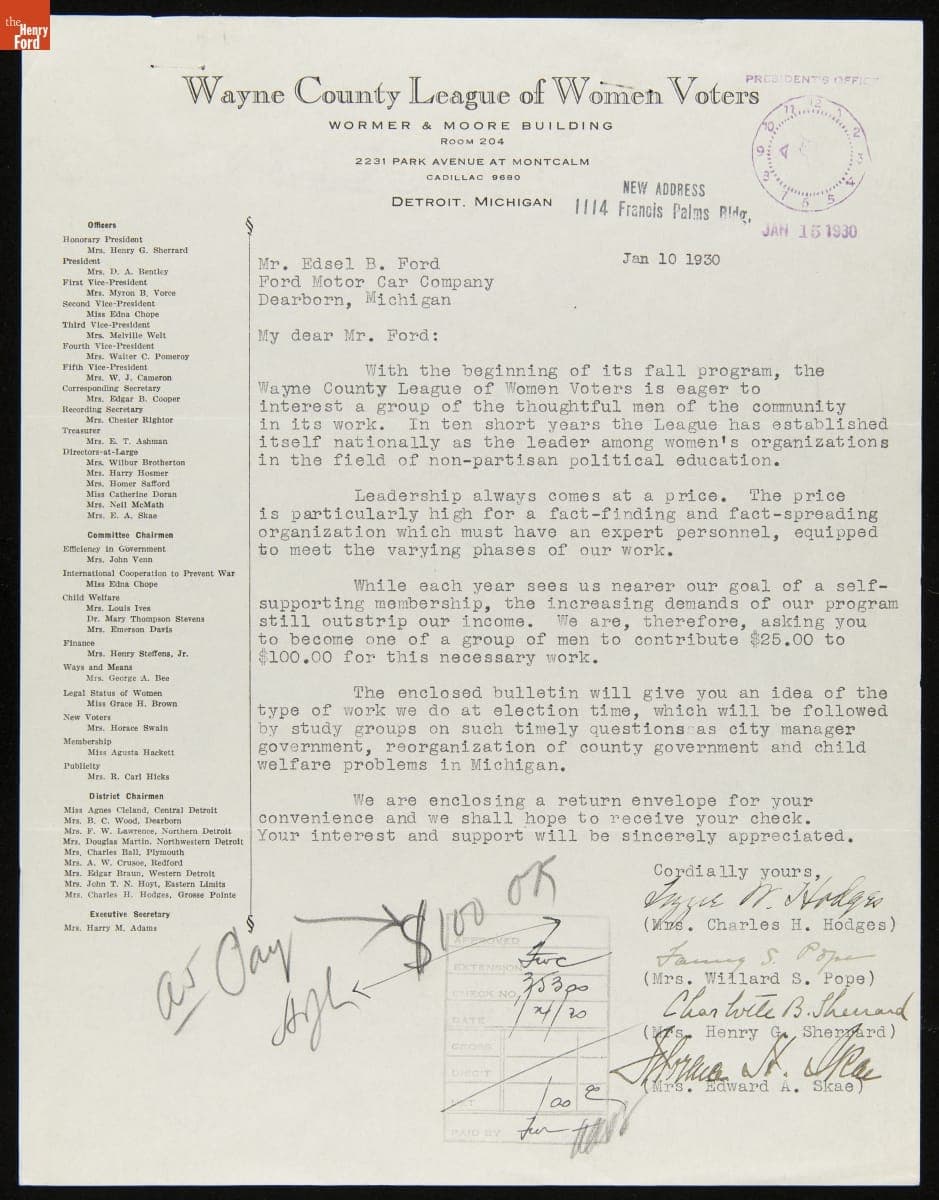 the
Henry
Ford
Wayne County League of Women Voters
WORMER & MOORE BUILDING
ROOM 204
2231 PARK AVENUE AT MONTCALM
CADILLAC 9680
DETROIT, MICHIGAN
NEW ADDRESS
1114 Francis Palms Bldg.
PRESIDENT'S OFFICE
JAN 15 1930
Officers
Honorary President
Mrs. Henry G. Sherrard
President
Mrs. D. A. Bentley
First Vice-President
Mrs. Myron B. Vorce
Second Vice-President
Miss Edna Chope
Third Vice-President
Mrs. Melville Welt
Fourth Vice-President
Mrs. Walter C. Pomeroy
Fifth Vice-President
Mrs. W. J. Cameron
Corresponding Secretary
Mrs. Edgar B. Cooper
Recording Secretary
Mrs. Chester Rightor
Treasurer
Mrs. E. T. Ashman
Directors-at-Large
Mrs. Wilbur Brotherton
Mrs. Harry Hosmer
Mrs. Homer Safford
Miss Catherine Doran
Mrs. Neil McMath
Mrs. E. A. Skae
Committee Chairmen
Efficiency in Government
Mrs. John Venn
International Cooperation to Prevent War
Miss Edna Chope
Child Welfare
Mrs. Louis Ives
Dr. Mary Thompson Stevens
Mrs. Emerson Davis
Finance
Mrs. Henry Steffens, Jr.
Ways and Means
Mrs. George A. Bee
Legal Status of Women
Miss Grace H. Brown
New Voters
Mrs. Horace Swain
Membership
Miss Agusta Hackett
Publicity
Mrs. R. Carl Hicks
District Chairmen
Miss Agnes Cleland, Central Detroit
Mrs. B. C. Wood, Dearborn
Mrs. F. W. Lawrence, Northern Detroit
Mrs. Douglas Martin, Northwestern Detroit
Mrs. Charles Ball, Plymouth
Mrs. A. W. Crusoe, Redford
Mrs. Edgar Braun, Western Detroit
Mrs. John T. N. Hoyt, Eastern Limits
Mrs. Charles H. Hodges, Grosse Pointe
Executive Secretary
Mrs. Harry M. Adams
Jan 10 1930
Mr. Edsel B. Ford
Ford Motor Car Company
Dearborn, Michigan
My dear Mr. Ford:
With the beginning of its fall program, the
Wayne County League of Women Voters is eager to
interest a group of the thoughtful men of the community
in its work. In ten short years the League has established
itself nationally as the leader among women's organizations
in the field of non-partisan political education.
Leadership always comes at a price. The price
is particularly high for a fact-finding and fact-spreading
organization which must have an expert personnel, equipped
to meet the varying phases of our work.
While each year sees us nearer our goal of a self-
supporting membership, the increasing demands of our program
still outstrip our income. We are, therefore, asking you
to become one of a group of men to contribute $25.00 to
$100.00 for this necessary work.
The enclosed bulletin will give you an idea of the
type of work we do at election time, which will be followed
by study groups on such timely questions as city manager
government, reorganization of county government and child
welfare problems in Michigan.
We are enclosing a return envelope for your
convenience and we shall hope to receive your check.
Your interest and support will be sincerely appreciated.
Cordially yours,
Lizzie W. Hodges
(Mrs. Charles H. Hodges)
Fanny S. Pope
(Mrs. Willard S. Pope)
Charlotte B. Sherrard
(Mrs. Henry G. Sherrard)
(Mrs. Edward A. Skae)
Pay
$100 OK
APPROVED
EXTENSION
CHECK NO.
DATE
GROSS
DISC'T
NET 100
PAID BY